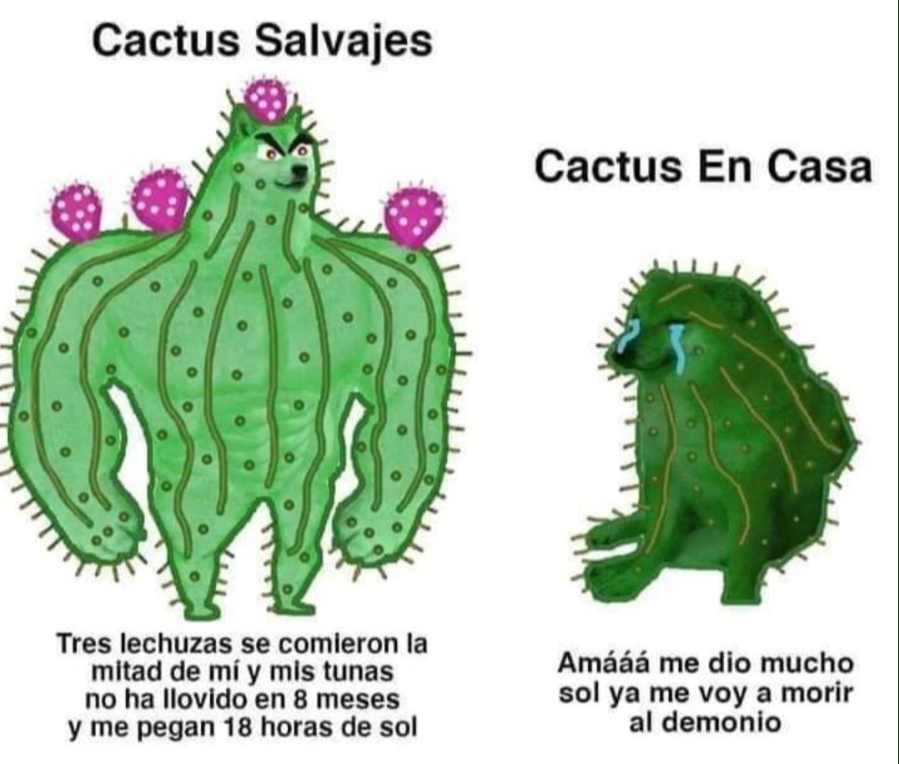 Cactus Salvajes
Tres lechuzas se comieron la
mitad de mí y mis tunas
no ha llovido en 8 meses
y me pegan 18 horas de sol
Cactus En Casa
Amááá me dio mucho
sol ya me voy a morir
al demonio